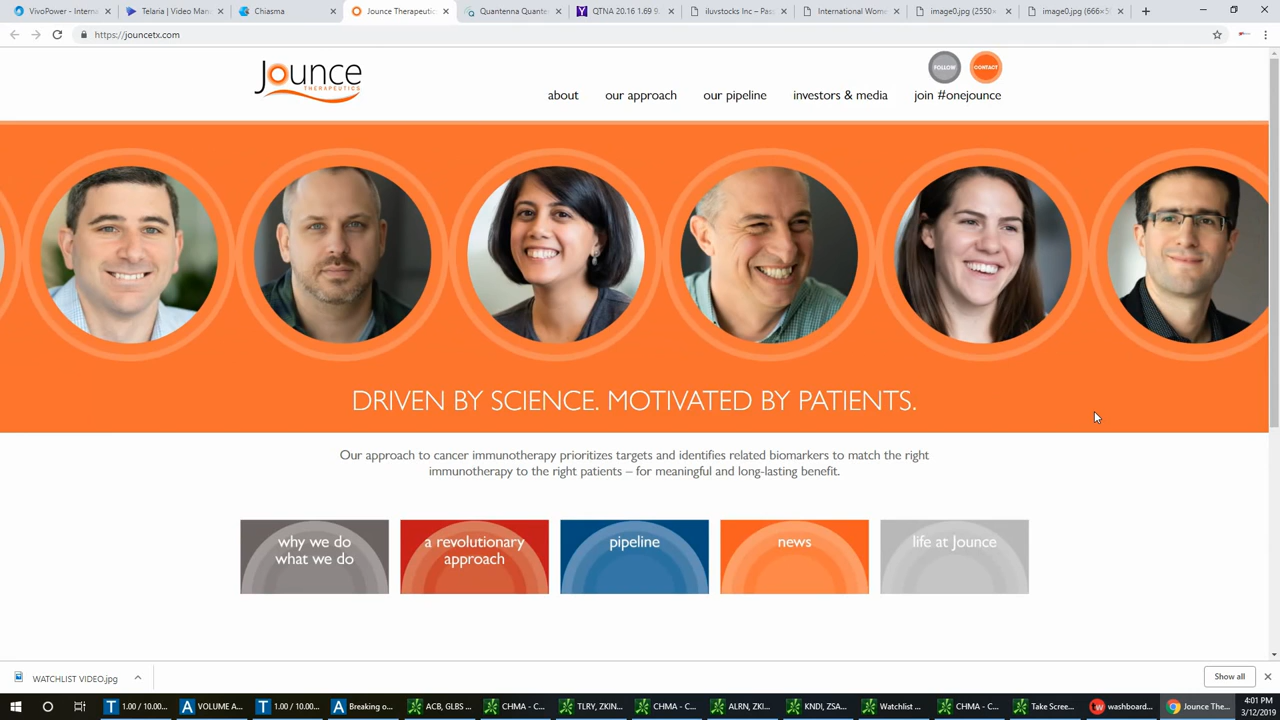 VivoPower - Intern
Telaria | Video Man
Chiasma
Jounce Therapeutic
Quantenna Quante
QTNA 20.16 1.69 9.
iluvstocks Inc – Pas
International Wome
image0.jpg (2550×
image0.jpg (666×50
https://jouncetx.com
Jounce
THERAPEUTICS
FOLLOW
CONTACT
about
our approach
our pipeline
investors & media
join #onejounce
DRIVEN BY SCIENCE. MOTIVATED BY PATIENTS.
Our approach to cancer immunotherapy prioritizes targets and identifies related biomarkers to match the right
immunotherapy to the right patients – for meaningful and long-lasting benefit.
why we do
what we do
a revolutionary
approach
pipeline
news
life at Jounce
WATCHLIST VIDEO.jpg
Show all
1.00 / 10.00...
VOLUME A...
1.00 / 10.00...
Breaking o...
ACB, GLBS ...
CHMA - C...
TLRY, ZKIN...
CHMA - C...
ALRN, ZKI...
KNDI, ZSA...
Watchlist ...
CHMA - C...
Take Scree...
washboard...
Jounce The...
4:01 PM
3/12/2019